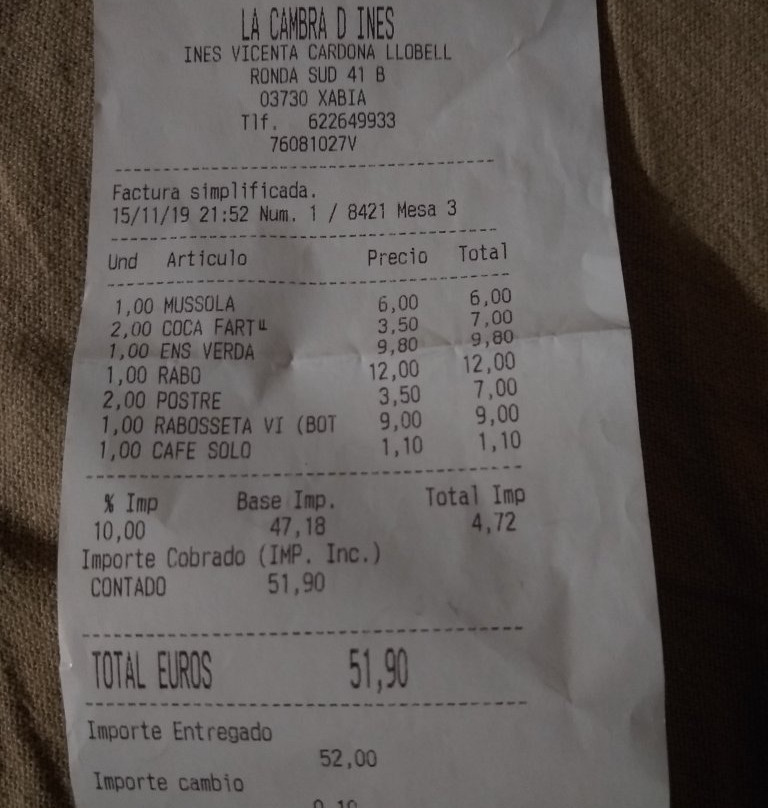 LA CAMBRA D INES
INES VICENTA CARDONA LLOBELL
RONDA SUD 41 B
03730 XABIA
Tlf. 622649933
76081027V
Factura simplificada.
15/11/19 21:52 Num. 1 / 8421 Mesa 3
Und Articulo Precio Total
1,00 MUSSOLA 6,00 6,00
2,00 COCA FART 3,50 7,00
1,00 ENS VERDA 9,80 9,80
1,00 RABO 12,00 12,00
2,00 POSTRE 3,50 7,00
1,00 RABOSSETA VI (BOT 9,00 9,00
1,00 CAFE SOLO 1,10 1,10
% Imp Base Imp. Total Imp
10,00 47,18 4,72
Importe Cobrado (IMP. Inc.)
CONTADO 51,90
TOTAL EUROS 51,90
Importe Entregado
52,00
Importe cambio
0,10